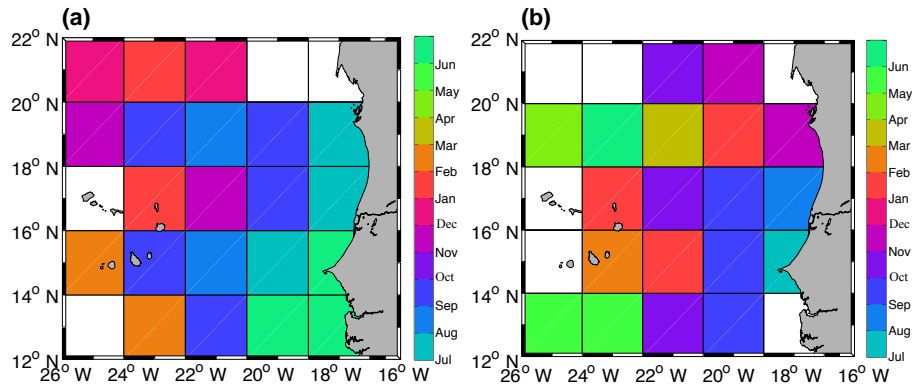 (a)
(b)
22° N
20° N
18° N
16° N
14° N
12° N
26° W
24° W
22° W
20° W
18° W
16° W
Jun
May
Apr
Mar
Feb
Jan
Dec
Nov
Oct
Sep
Aug
Jul
22° N
20° N
18° N
16° N
14° N
12° N
26° W
24° W
22° W
20° W
18° W
16° W
Jun
May
Apr
Mar
Feb
Jan
Dec
Nov
Oct
Sep
Aug
Jul